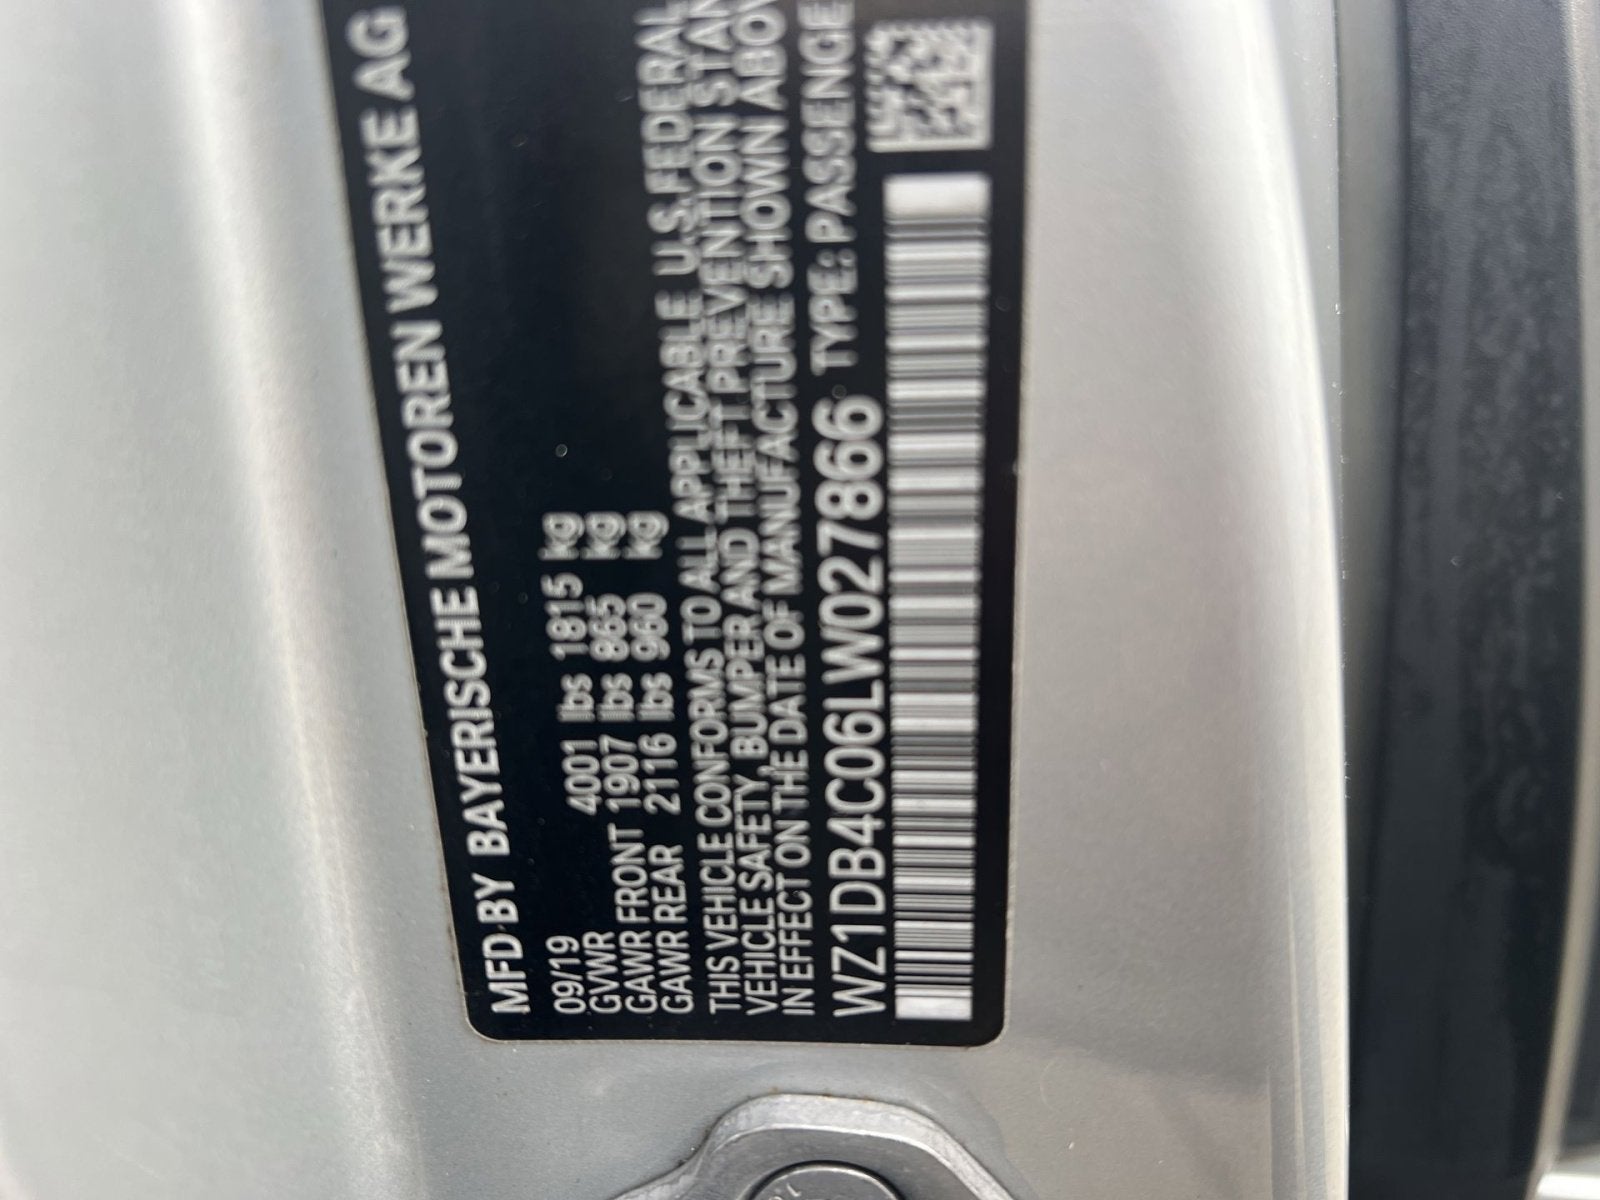 MFD BY BAYERISCHE MOTOREN WERKE AG
09/19
GVWR 4001 lbs 1815 kg
GAWR FRONT 1907 lbs 865 kg
GAWR REAR 2116 lbs 960 kg
THIS VEHICLE CONFORMS TO ALL APPLICABLE U.S. FEDERAL
VEHICLE SAFETY, BUMPER AND THEFT PREVENTION STAN
IN EFFECT ON THE DATE OF MANUFACTURE SHOWN ABOV
WZ1DB4C06LW027866 TYPE: PASSENGE